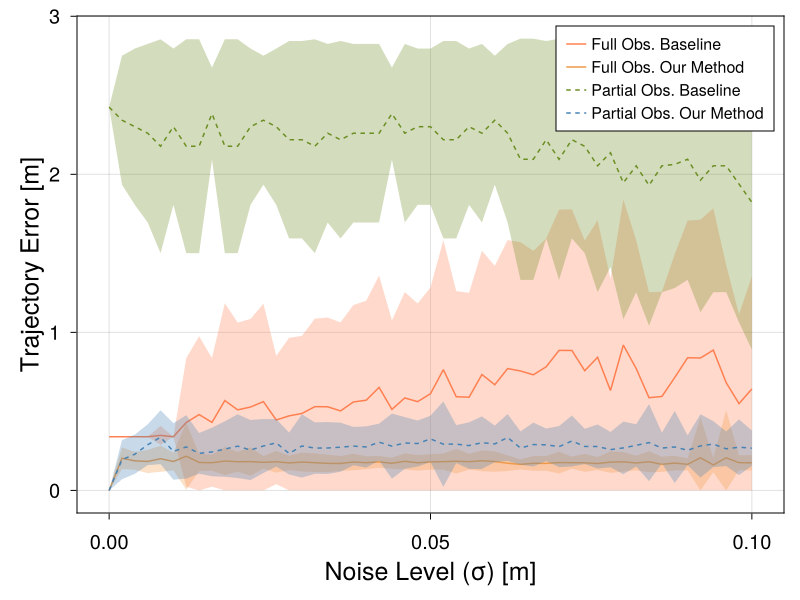 3
2
1
0
Trajectory Error [m]
Full Obs. Baseline
Full Obs. Our Method
Partial Obs. Baseline
Partial Obs. Our Method
0.00
0.05
0.10
Noise Level (σ) [m]